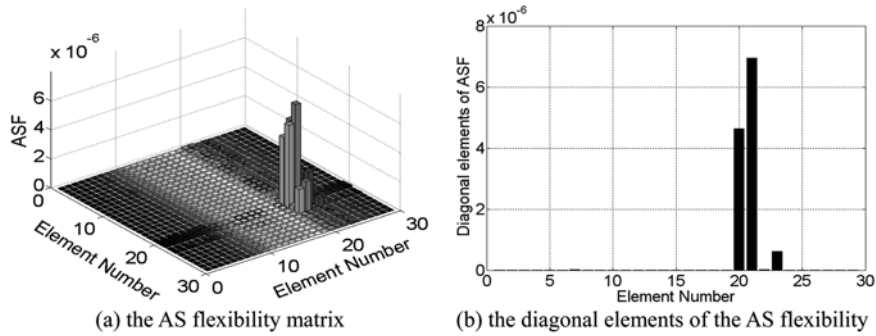 x 10^-6
6
4
2
0
ASF
0
10
20
30
Element Number
0
10
20
30
Element Number
(a) the AS flexibility matrix
x 10^-6
8
6
4
2
0
Diagonal elements of ASF
0 5 10 15 20 25 30
Element Number
(b) the diagonal elements of the AS flexibility